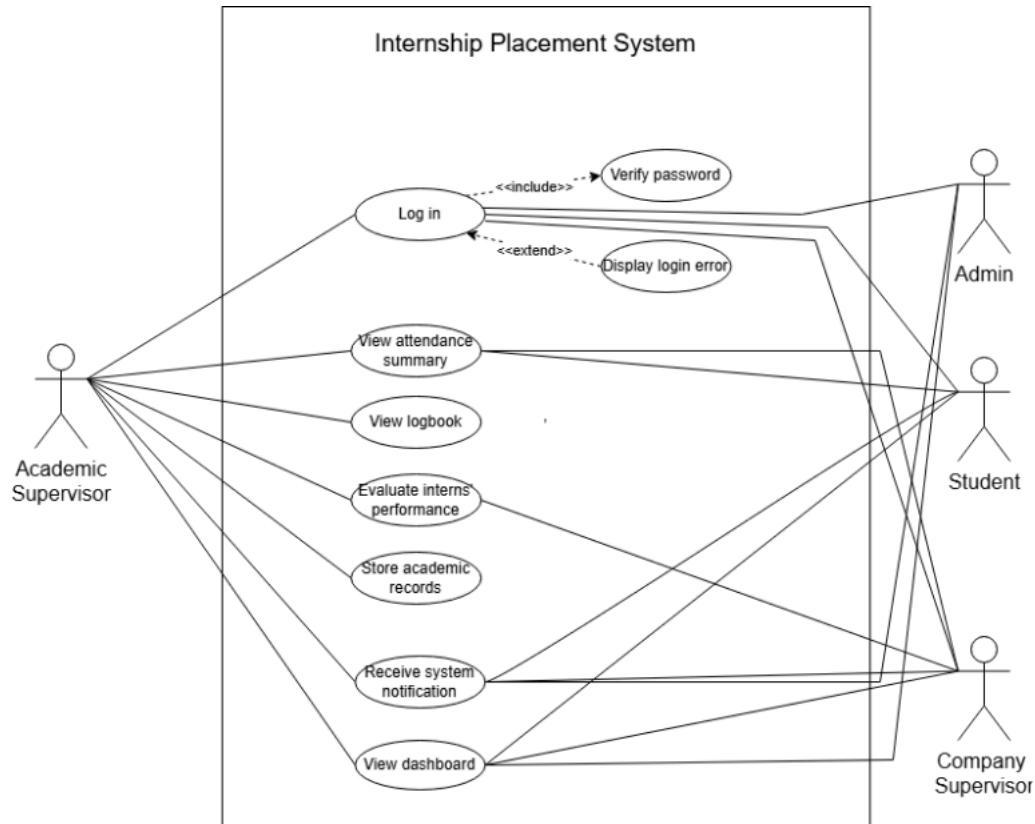 Internship Placement System
Verify password
<<include>>
Log in
<<extend>>
Display login error
Admin
View attendance
summary
View logbook
Academic
Supervisor
Student
Evaluate interns'
performance
Store academic
records
Receive system
notification
View dashboard
Company
Supervisor